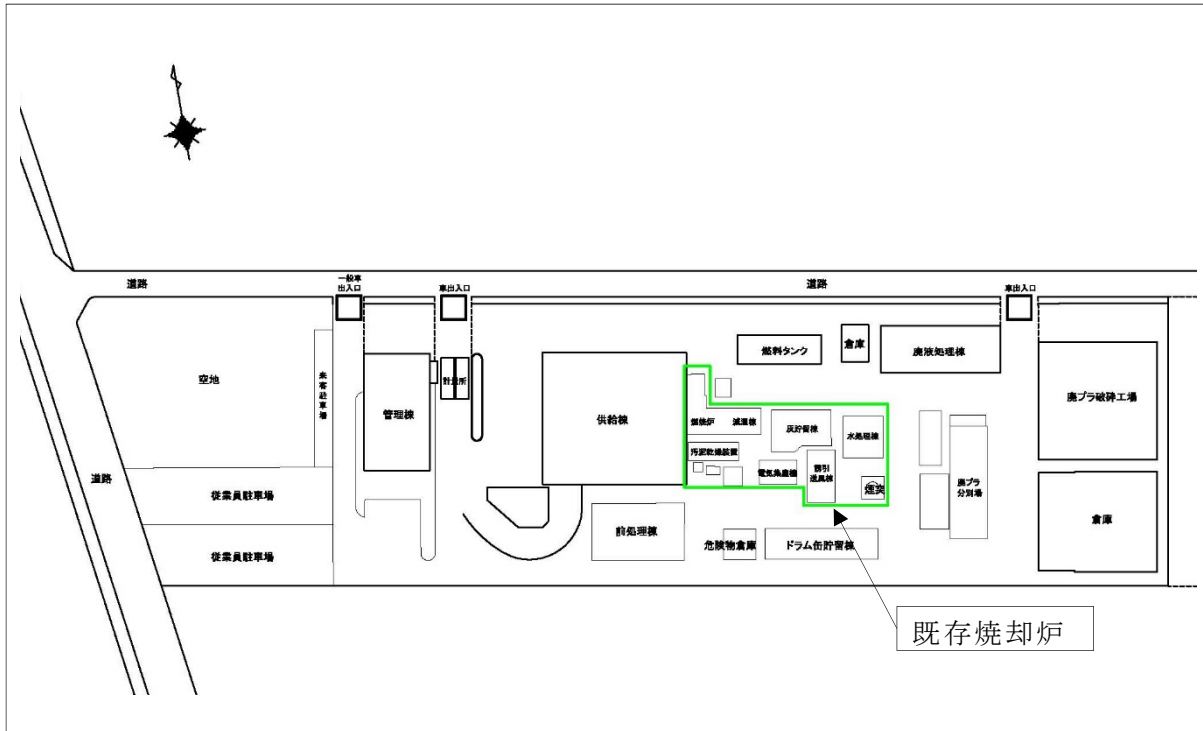 道路
一般車
出入口
車出入口
道路
車出入口
空地
来客駐車場
管理棟
計量所
供給棟
燃料タンク
倉庫
廃液処理棟
廃プラ破砕工場
燃焼炉
減温棟
灰貯留棟
水処理棟
汚泥乾燥装置
電気集塵棟
誘引
送風棟
煙突
廃プラ
分別場
道路
従業員駐車場
従業員駐車場
前処理棟
危険物倉庫
ドラム缶貯留棟
倉庫
既存焼却炉